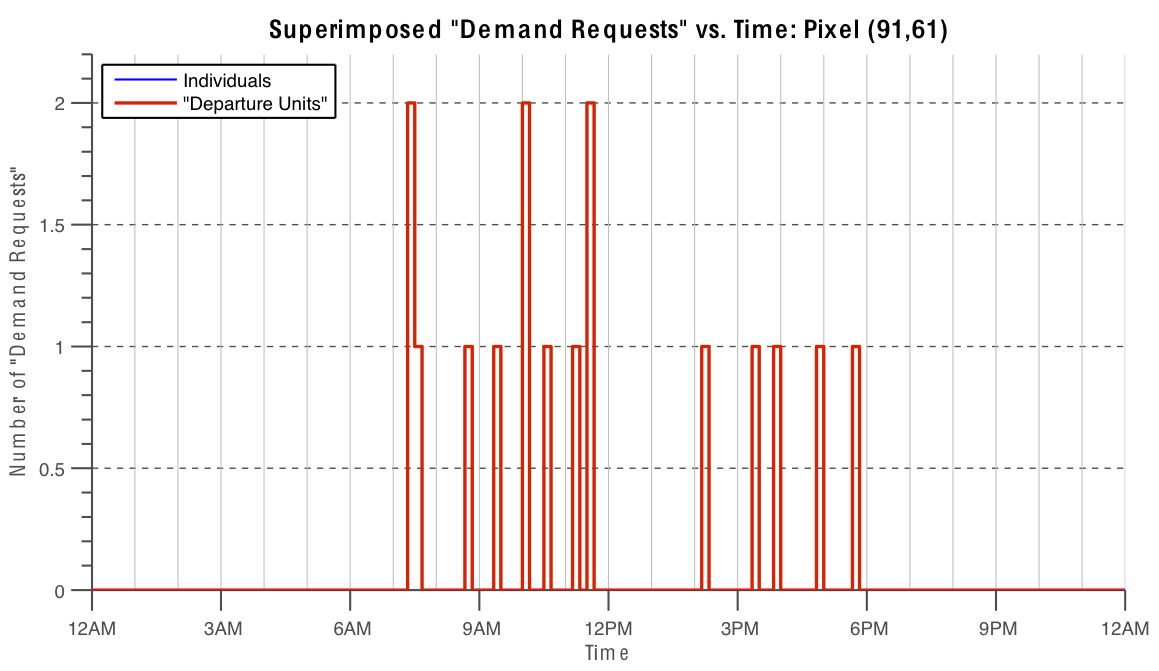 Superimposed "Demand Requests" vs. Time: Pixel (91,61)
Individuals
"Departure Units"
Number of "Demand Requests"
2
1.5
1
0.5
0
12AM 3AM 6AM 9AM 12PM 3PM 6PM 9PM 12AM
Time